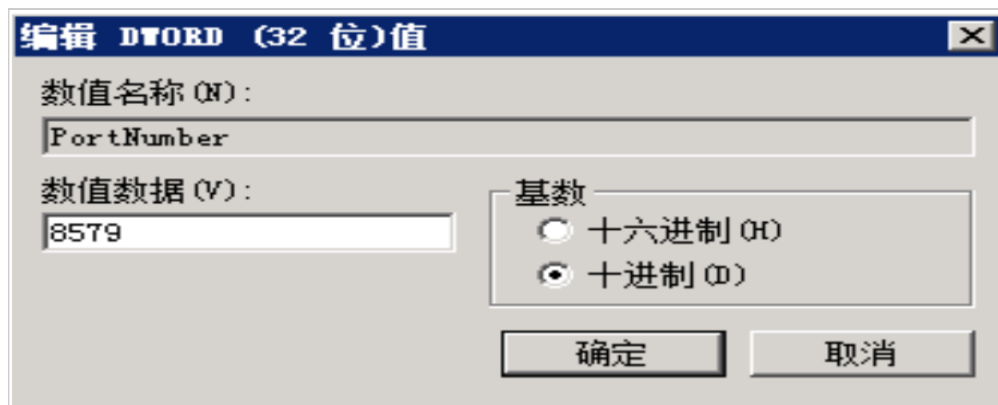 编辑 DWORD (32 位)值
数值名称(N):
PortNumber
数值数据(V):
8579
基数
十六进制(H)
十进制(D)
确定
取消